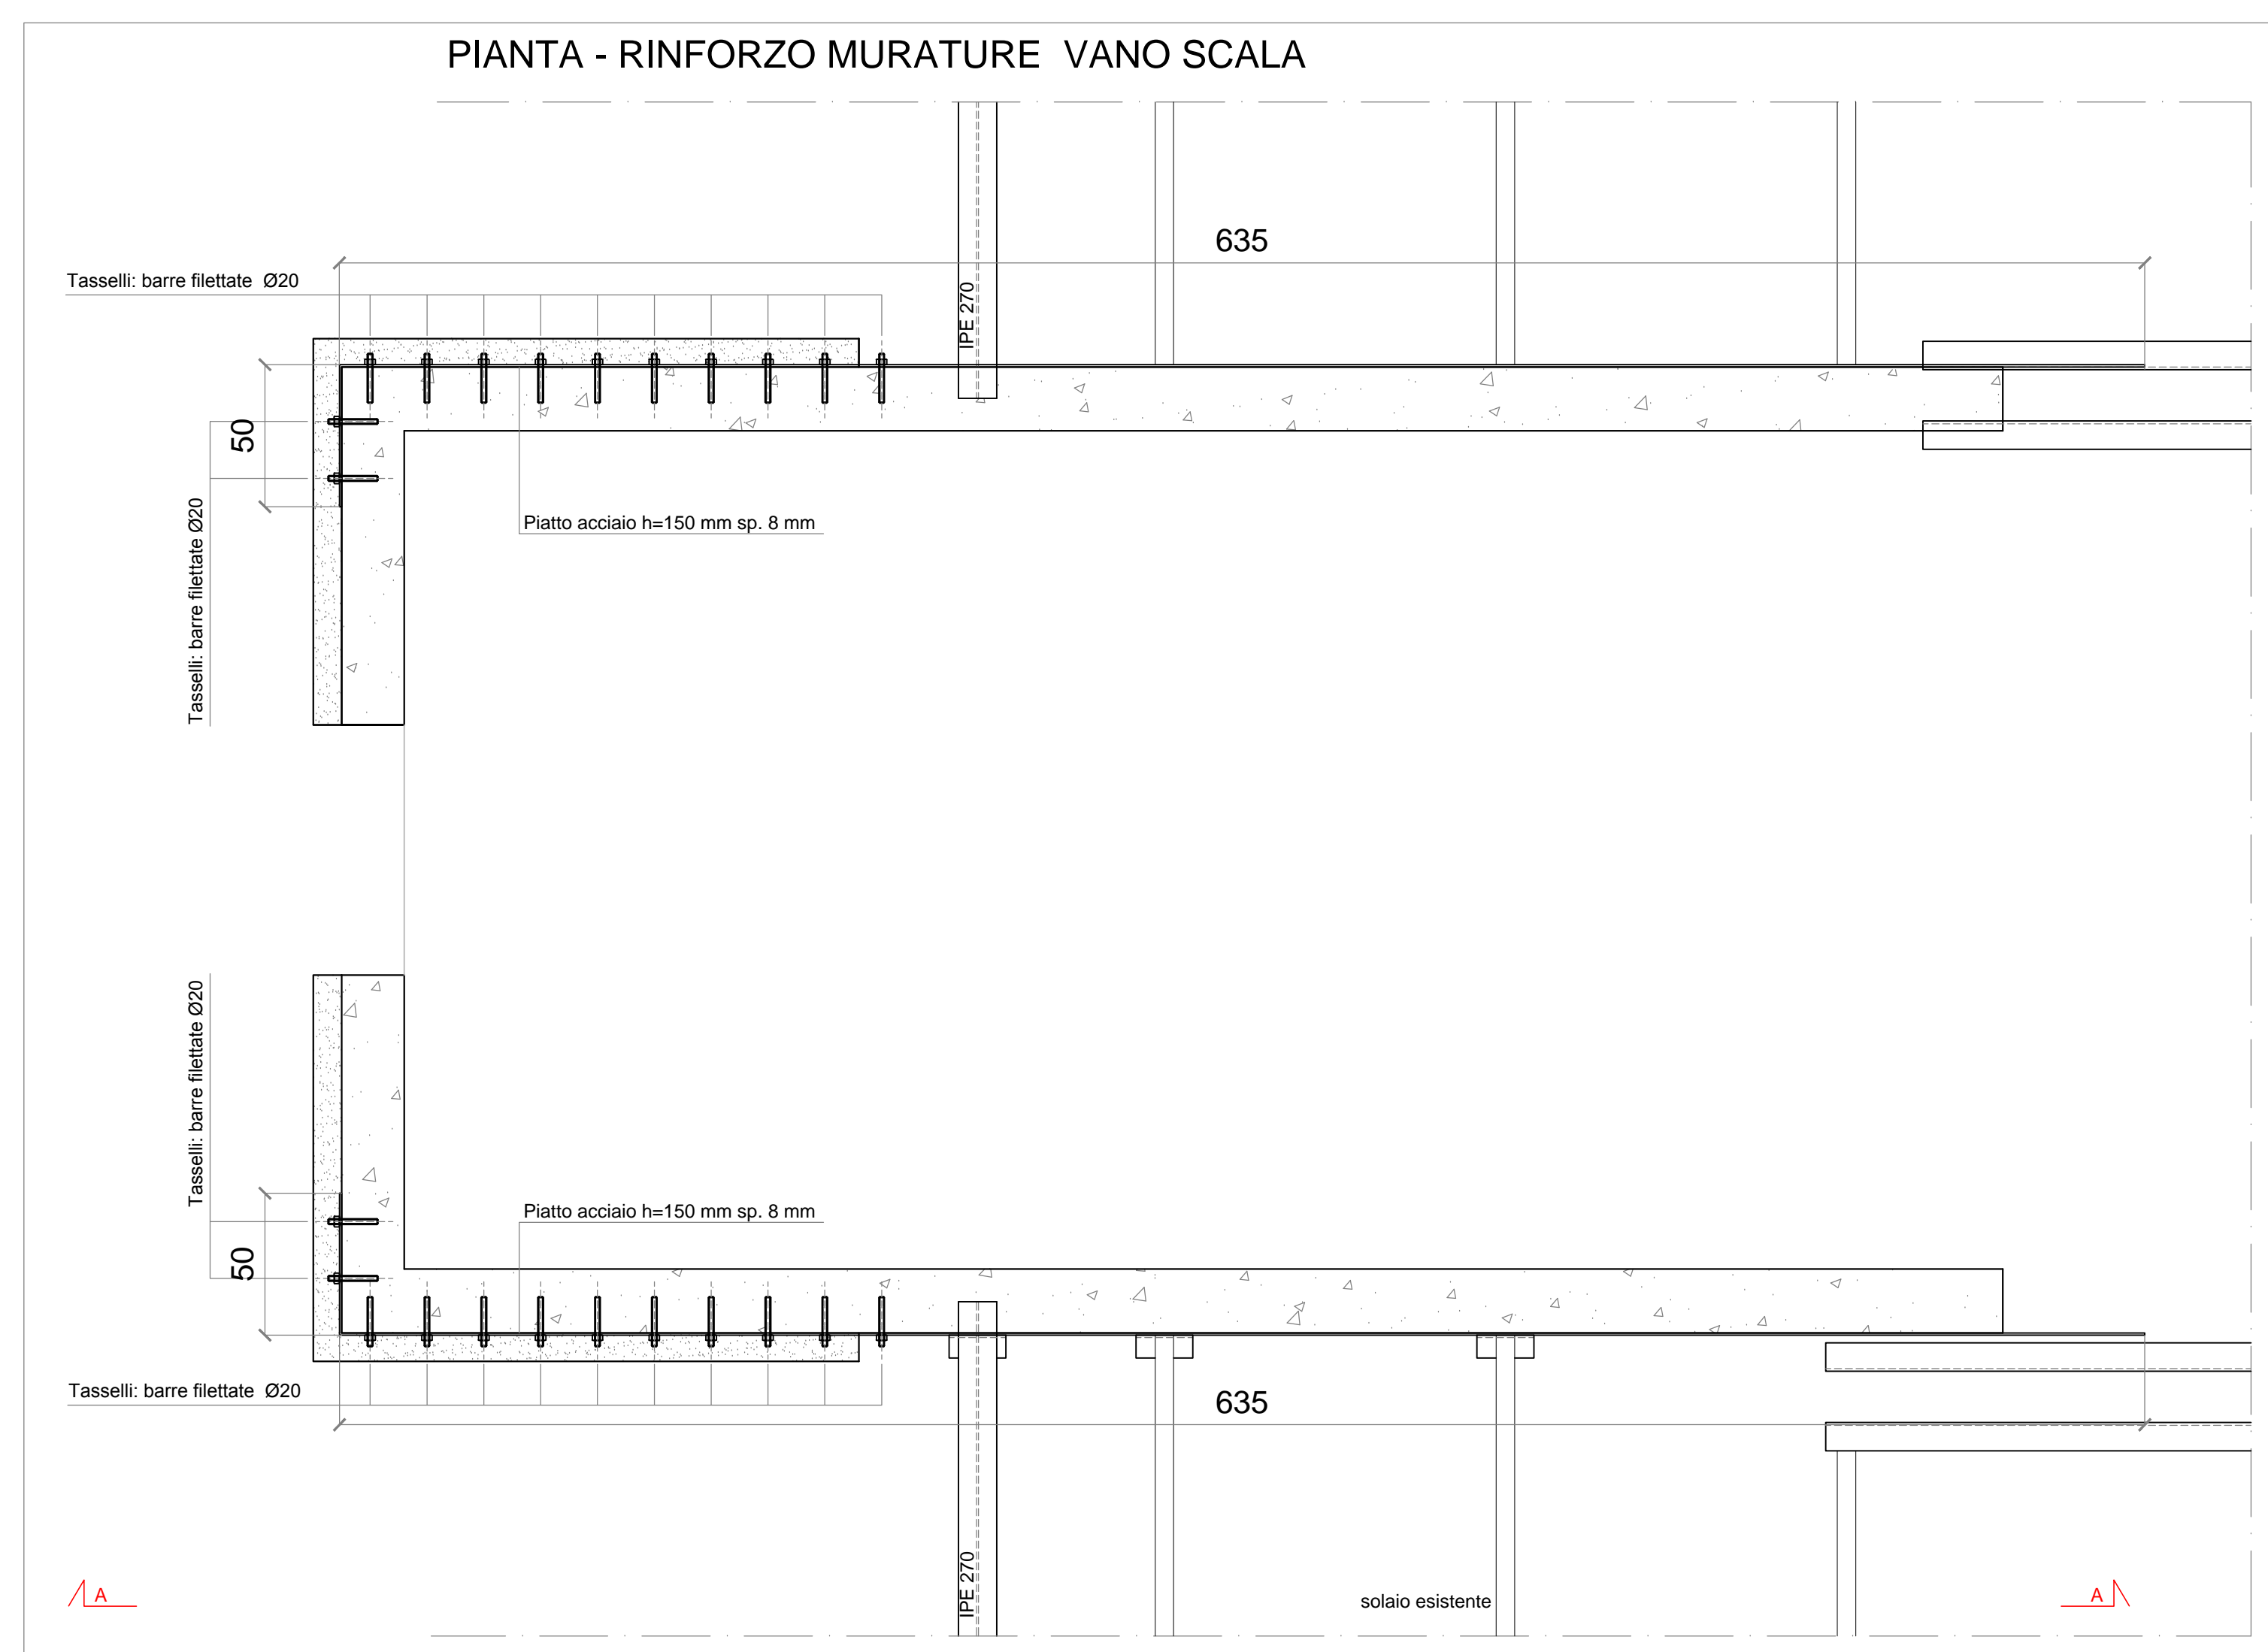 PIANTA - RINFORZO MURATURE  VANO SCALA
635
Tasselli: barre filettate  Ø20
IPE 270
50
Tasselli: barre filettate Ø20
Piatto acciaio h=150 mm sp. 8 mm
Tasselli: barre filettate Ø20
Piatto acciaio h=150 mm sp. 8 mm
50
Tasselli: barre filettate  Ø20
635
IPE 270
solaio esistente
A
A